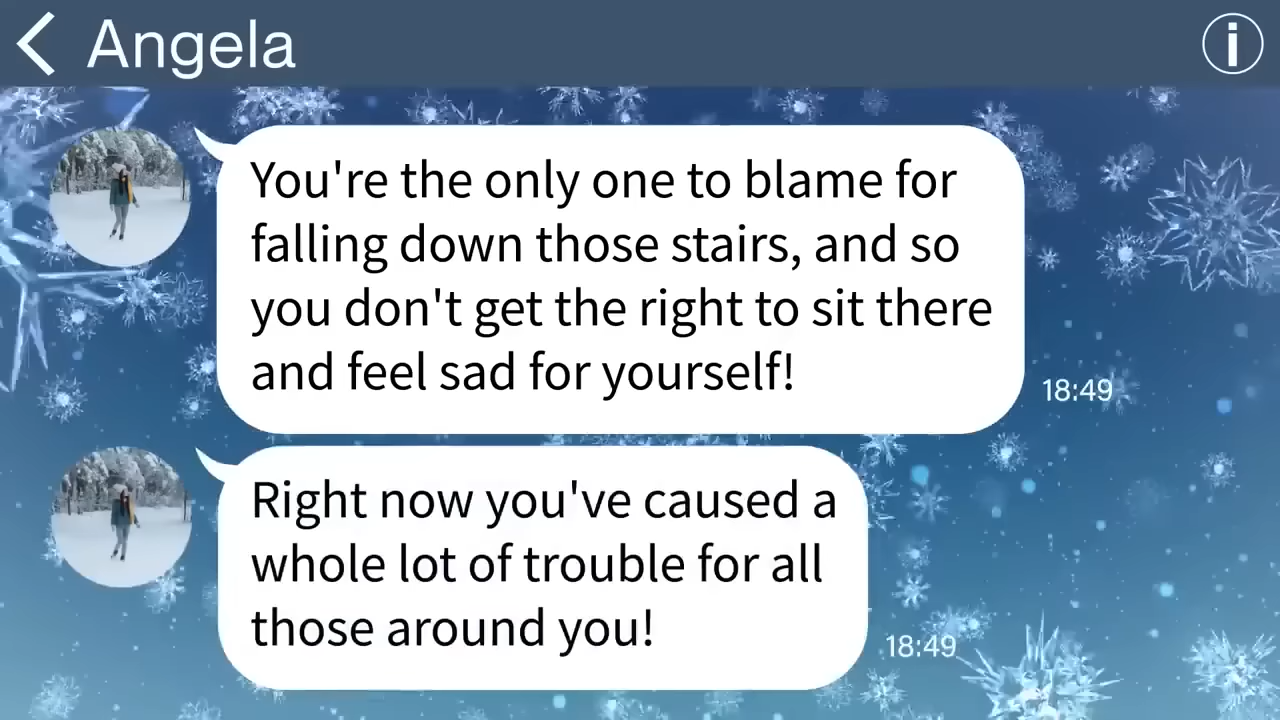 Angela
i
You're the only one to blame for
falling down those stairs, and so
you don't get the right to sit there
and feel sad for yourself!
18:49
Right now you've caused a
whole lot of trouble for all
those around you!
18:49